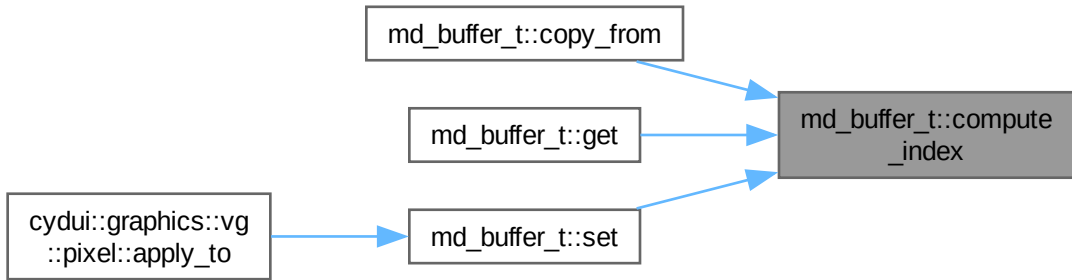 md_buffer_t::copy_from
md_buffer_t::get
md_buffer_t::compute
_index
cydui::graphics::vg
::pixel::apply_to
md_buffer_t::set